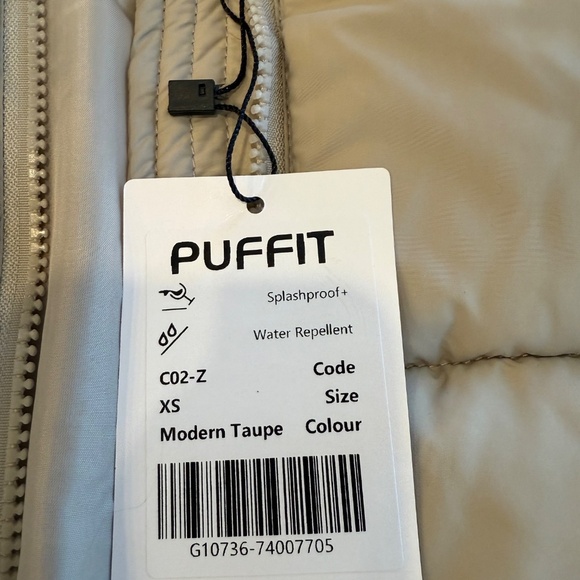 PUFFIT
Splashproof+
Water Repellent
C02-Z Code
XS Size
Modern Taupe Colour
G10736-74007705